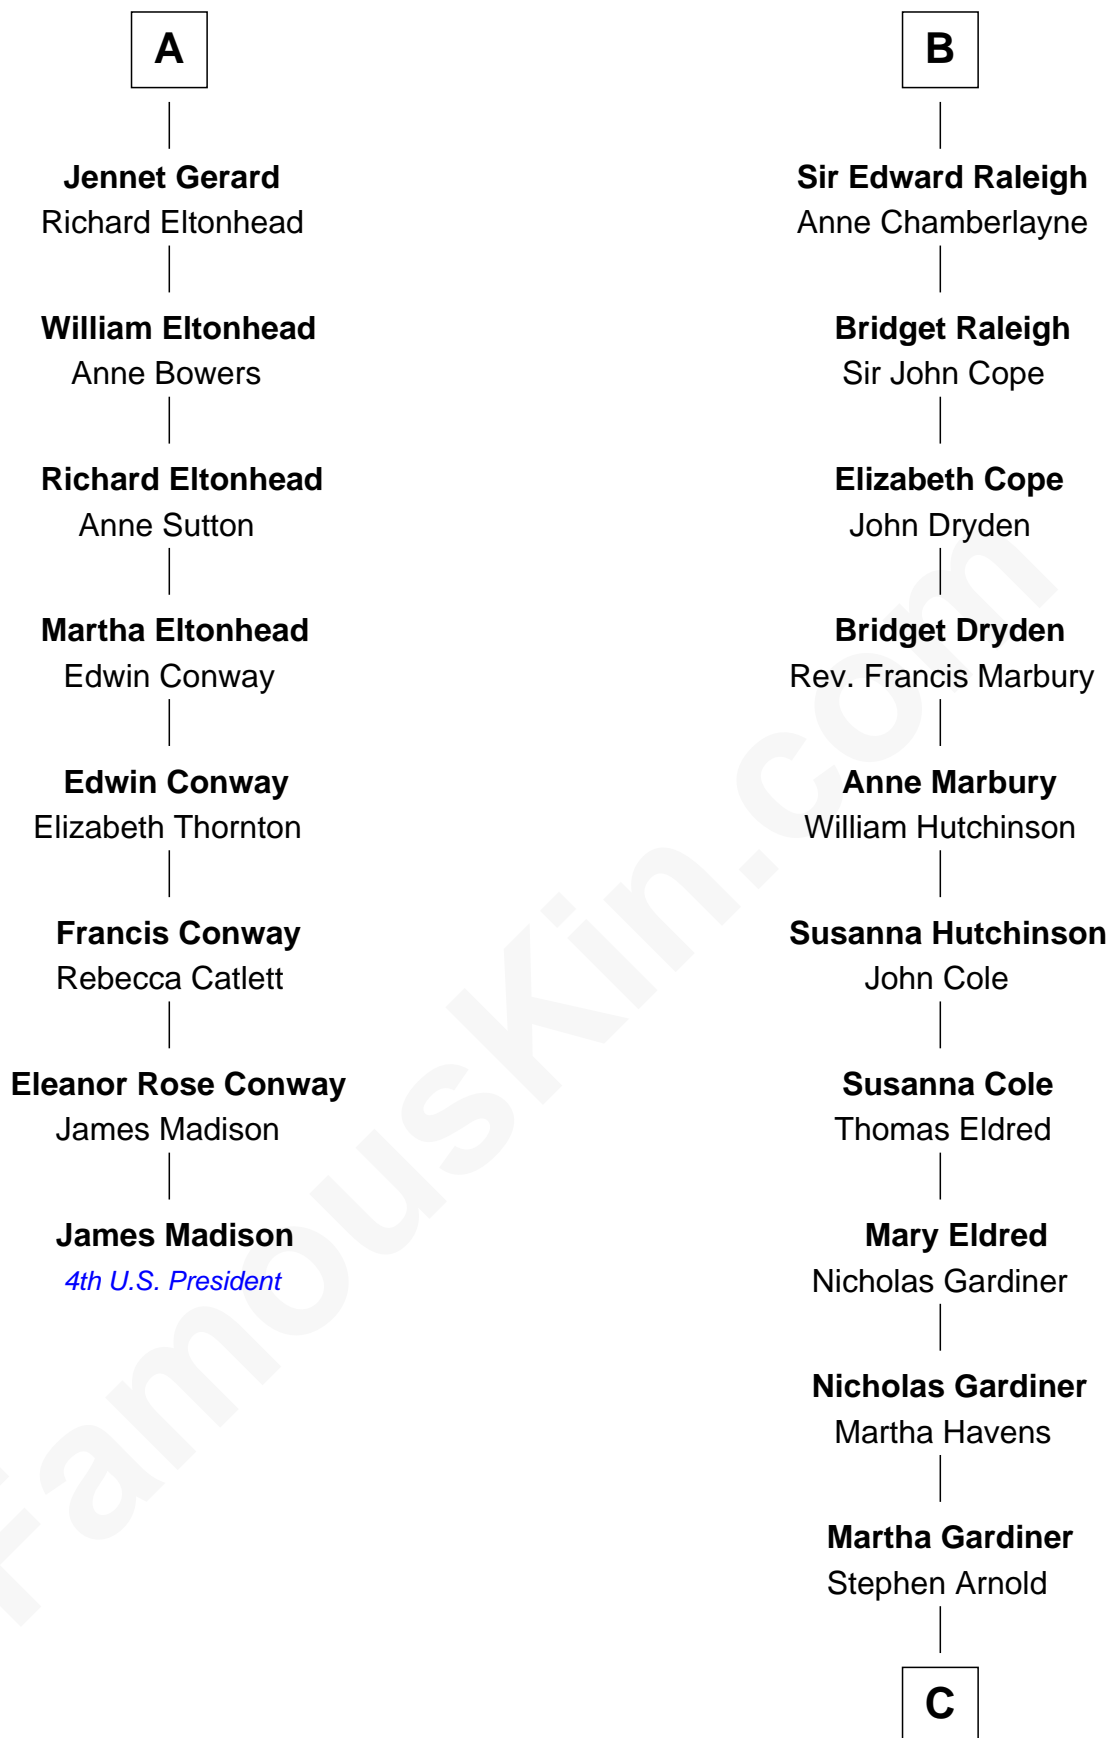 A
Jennet Gerard
Richard Eltonhead
William Eltonhead
Anne Bowers
Richard Eltonhead
Anne Sutton
Martha Eltonhead
Edwin Conway
Edwin Conway
Elizabeth Thornton
Francis Conway
Rebecca Catlett
Eleanor Rose Conway
James Madison
James Madison
4th U.S. President
B
Sir Edward Raleigh
Anne Chamberlayne
Bridget Raleigh
Sir John Cope
Elizabeth Cope
John Dryden
Bridget Dryden
Rev. Francis Marbury
Anne Marbury
William Hutchinson
Susanna Hutchinson
John Cole
Susanna Cole
Thomas Eldred
Mary Eldred
Nicholas Gardiner
Nicholas Gardiner
Martha Havens
Martha Gardiner
Stephen Arnold
C
FamousKin.com